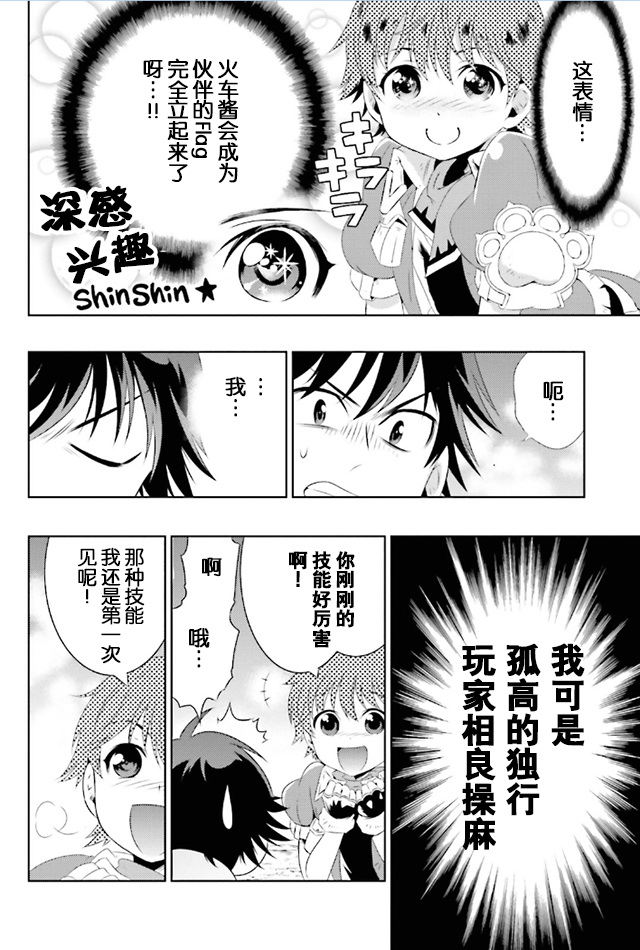 这表情…
火车酱会成为
伙伴的Flag
完全立起来了
呀…!!
キラ
キラ
深感
兴趣
ShinShin★
呃…
…
我…
我可是
孤高的独行
玩家相良操麻
你刚刚的
技能好厉害
啊！
啊
哦…
那种技能
我还是第一次
见呢！